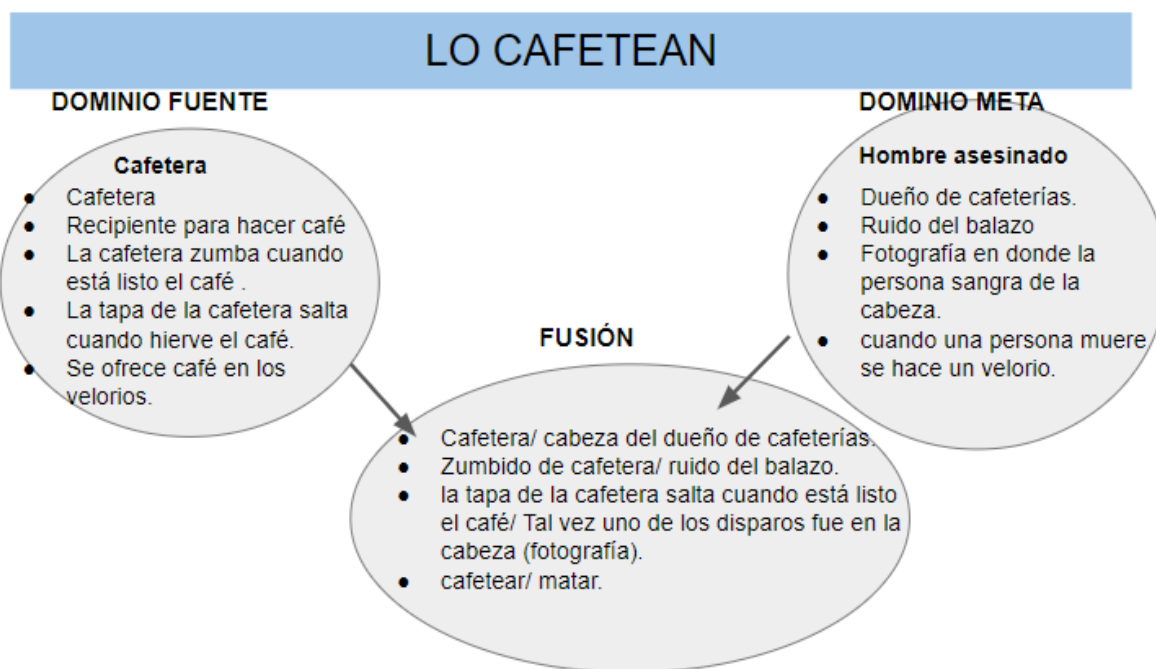 LO CAFETEAN
DOMINIO FUENTE
Cafetera
● Cafetera
● Recipiente para hacer café
● La cafetera zumba cuando
está listo el café .
● La tapa de la cafetera salta
cuando hierve el café.
● Se ofrece café en los
velorios.
DOMINIO META
Hombre asesinado
● Dueño de cafeterías.
● Ruido del balazo
● Fotografía en donde la
persona sangra de la
cabeza.
● cuando una persona muere
se hace un velorio.
FUSIÓN
● Cafetera/ cabeza del dueño de cafeterías.
● Zumbido de cafetera/ ruido del balazo.
● la tapa de la cafetera salta cuando está listo
el café/ Tal vez uno de los disparos fue en la
cabeza (fotografía).
● cafetear/ matar.